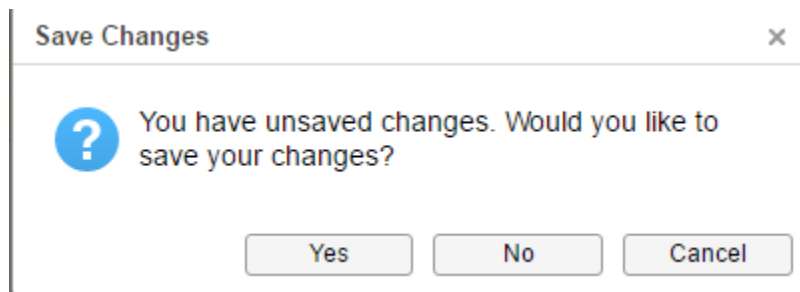 Save Changes
You have unsaved changes. Would you like to
save your changes?
Yes No Cancel